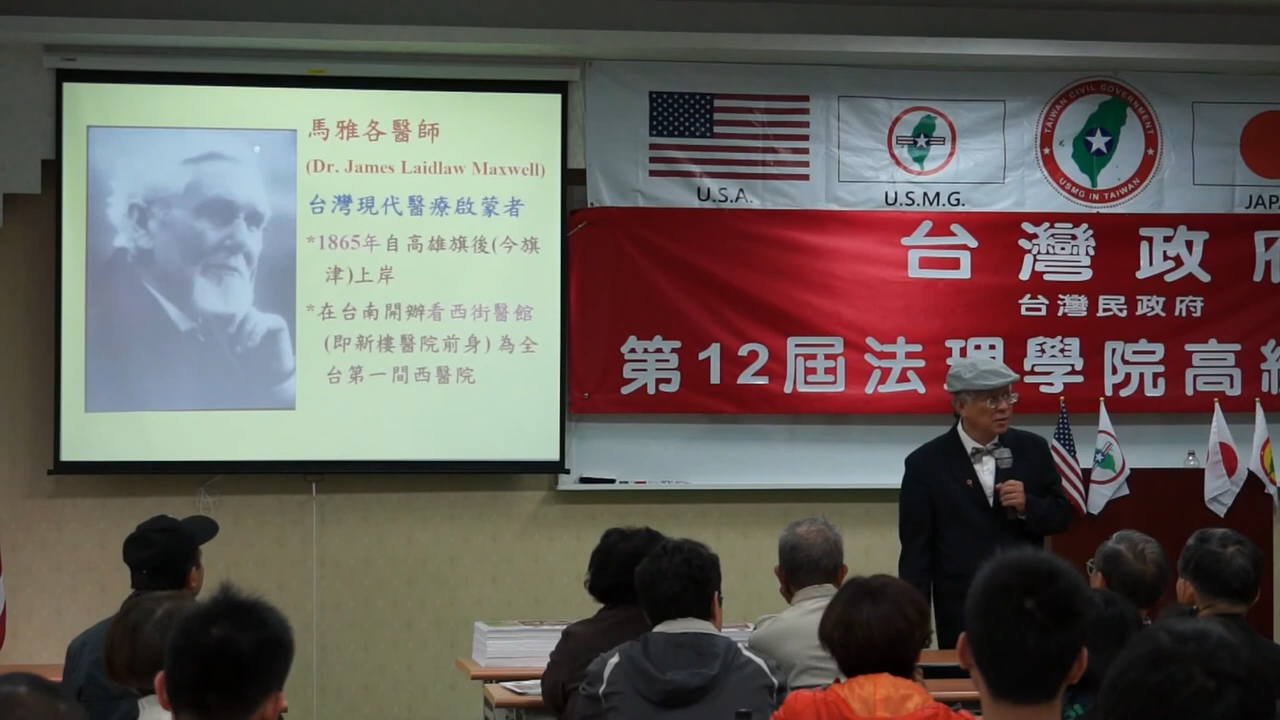 馬雅各醫師
(Dr. James Laidlaw Maxwell)
台灣現代醫療啟蒙者
*1865年自高雄旗後(今旗
津)上岸
*在台南開辦看西街醫館
(即新樓醫院前身) 為全
台第一間西醫院
U.S.A.
U.S.M.G.
TAIWAN CIVIL GOVERNMENT
USMG IN TAIWAN
JAPA
台灣政府
台灣民政府
第12屆法理學院高